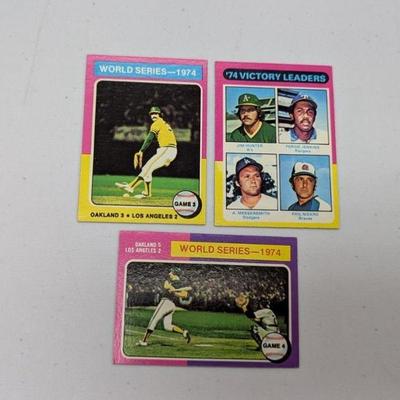 WORLD SERIES—1974
GAME 3
OAKLAND 3 ★ LOS ANGELES 2
'74 VICTORY LEADERS
JIM HUNTER
A's
FERGIE JENKINS
Rangers
A. MESSERSMITH
Dodgers
PHIL NIEKRO
Braves
OAKLAND 5
LOS ANGELES 2
WORLD SERIES—1974
GAME 4